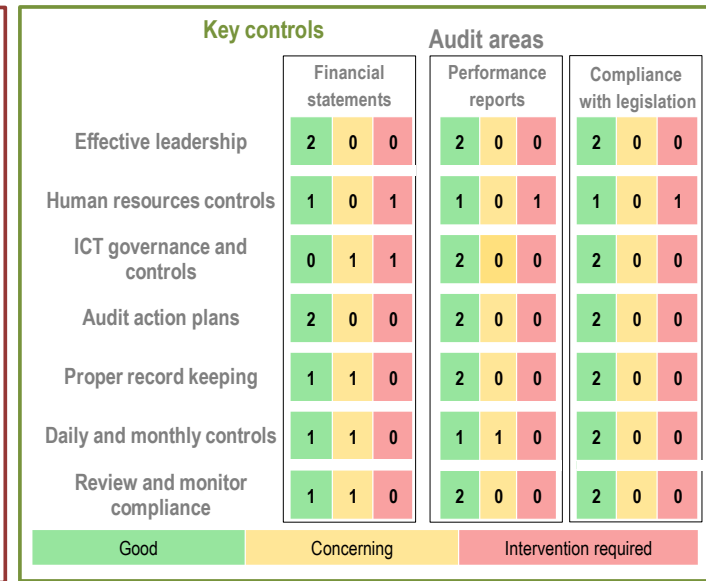 Key controls
Audit areas
Financial statements
Performance reports
Compliance with legislation
Effective leadership
2 0 0 2 0 0 2 0 0
Human resources controls
1 0 1 1 0 1 1 0 1
ICT governance and
controls
0 1 1 2 0 0 2 0 0
Audit action plans
2 0 0 2 0 0 2 0 0
Proper record keeping
1 1 0 2 0 0 2 0 0
Daily and monthly controls
1 1 0 1 1 0 2 0 0
Review and monitor
compliance
1 1 0 2 0 0 2 0 0
Good Concerning Intervention required